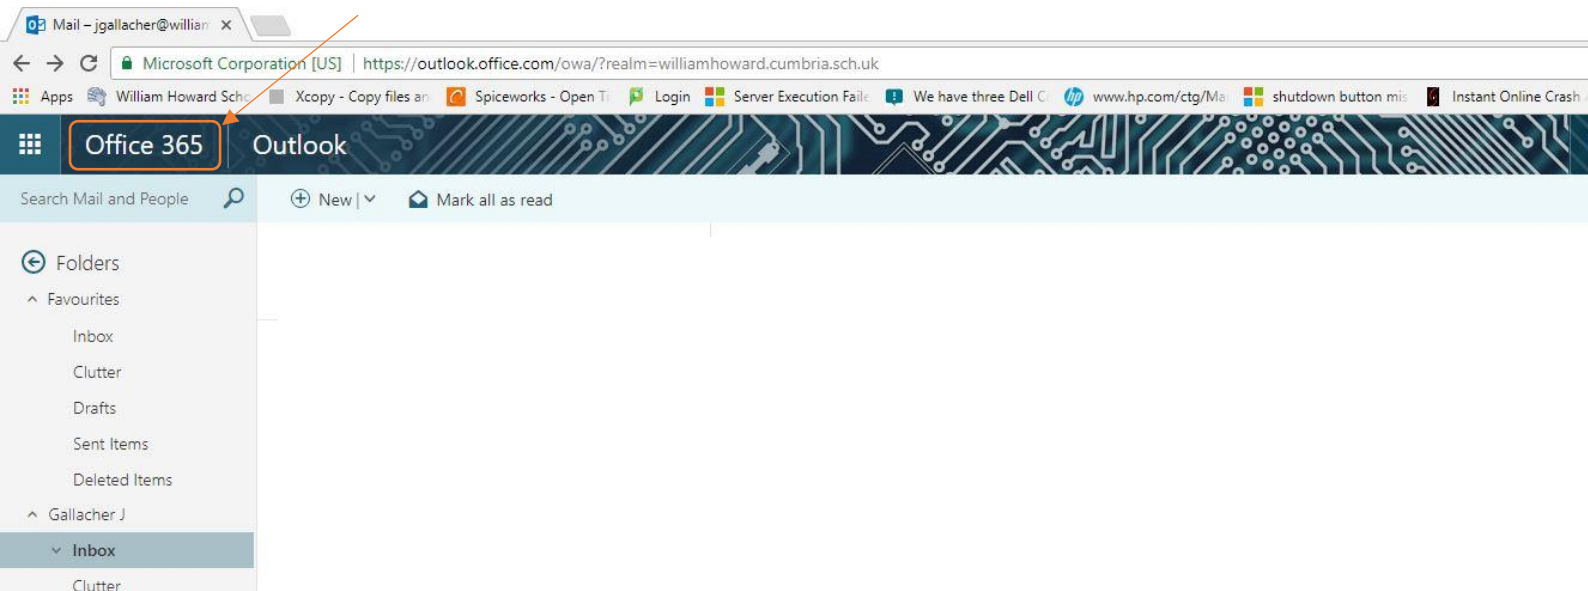 Mail – jgallacher@william
Microsoft Corporation [US] | https://outlook.office.com/owa/?realm=williamhoward.cumbria.sch.uk
Apps William Howard Scho Xcopy - Copy files an Spiceworks - Open Ti Login Server Execution Faile We have three Dell C www.hp.com/ctg/Ma shutdown button mis Instant Online Crash
Office 365 Outlook
Search Mail and People New | Mark all as read
Folders
Favourites
Inbox
Clutter
Drafts
Sent Items
Deleted Items
Gallacher J
Inbox
Clutter